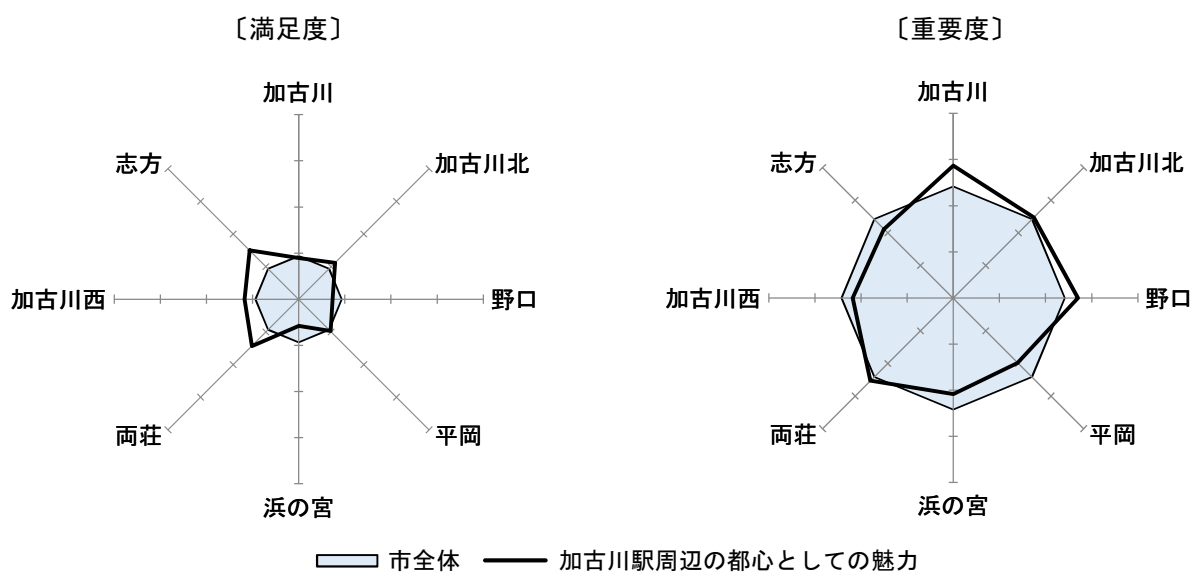 〔満足度〕
加古川
加古川北
野口
平岡
浜の宮
両荘
加古川西
志方
〔重要度〕
加古川
加古川北
野口
平岡
浜の宮
両荘
加古川西
志方
市全体
加古川駅周辺の都心としての魅力